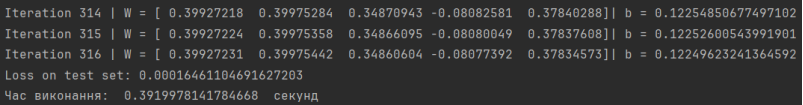 Iteration 314 | W = [ 0.39927218  0.39975284  0.34870943 -0.08082581  0.37840288]| b = 0.12254850677497102
Iteration 315 | W = [ 0.39927224  0.39975358  0.34866095 -0.08080049  0.37837608]| b = 0.12252600543991901
Iteration 316 | W = [ 0.39927231  0.39975442  0.34860604 -0.08077392  0.37834573]| b = 0.12249623241364592
Loss on test set: 0.00016461104691627203
Час виконання:  0.3919978141784668  секунд